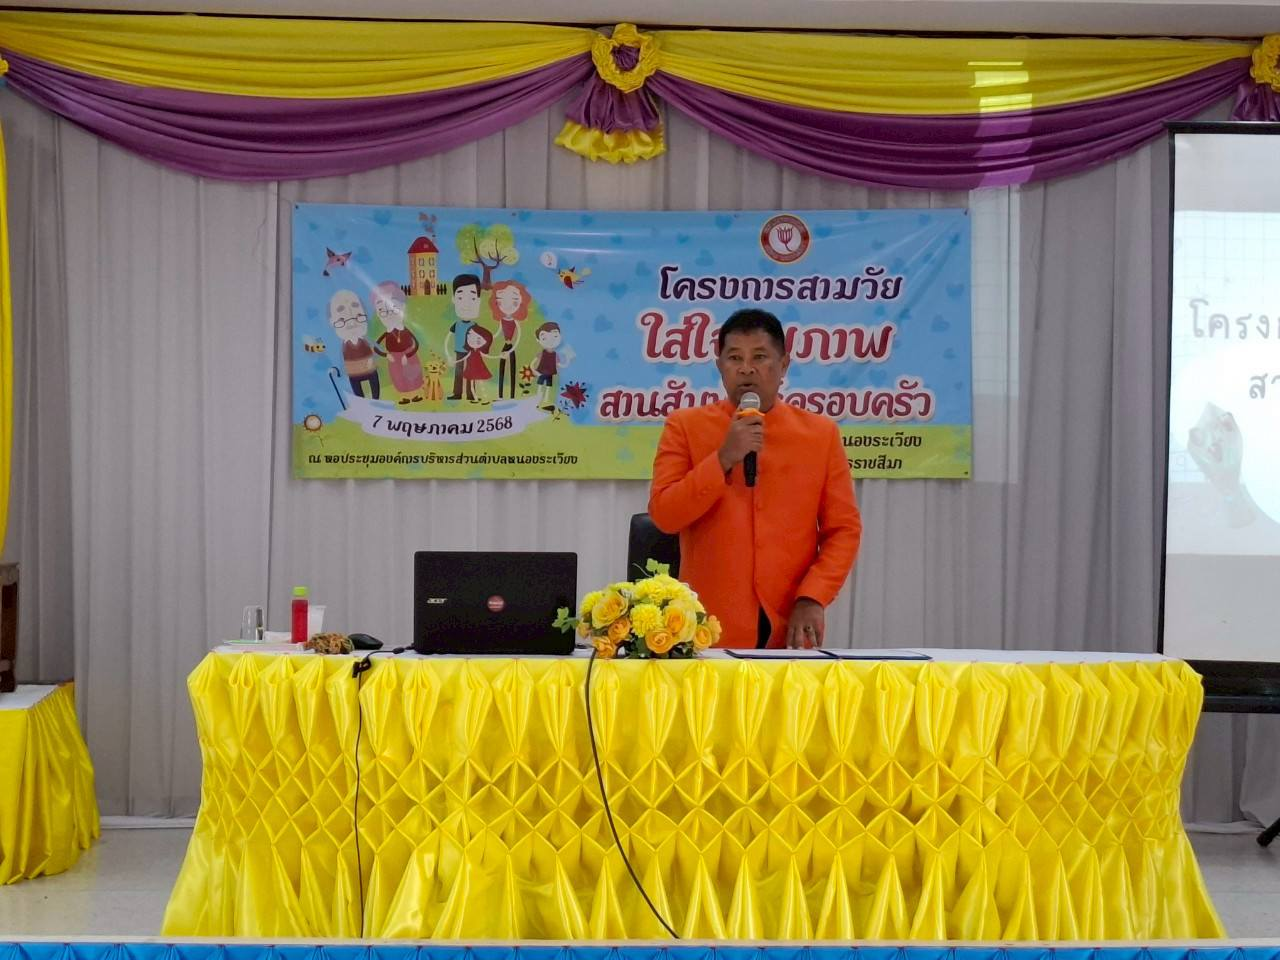 โครงการสามวัย
ใส่ใจ ภาพ
สานสัม ครอบครัว
7 พฤษภาคม 2568
นองระเวียง
ณ หอประชุมองค์การบริหารส่วนตำบลหนองระเวียง
ราชสีมา
acer
โครง
สา